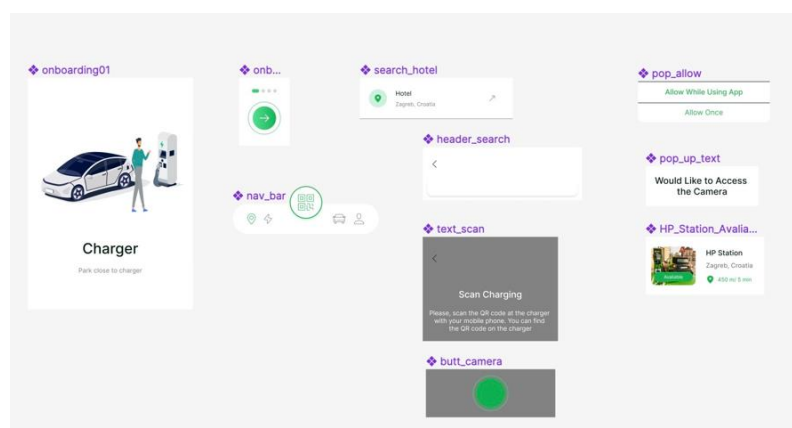 onboarding01
Charger
Park close to charger
onb...
nav_bar
search_hotel
Hotel
Zagreb, Croatia
header_search
text_scan
Scan Charging
Please, scan the QR code at the charger
with your mobile phone. You can find
the QR code on the charger
butt_camera
pop_allow
Allow While Using App
Allow Once
pop_up_text
Would Like to Access
the Camera
HP_Station_Avalia...
HP Station
Zagreb, Croatia
Available
450 m/ 5 min